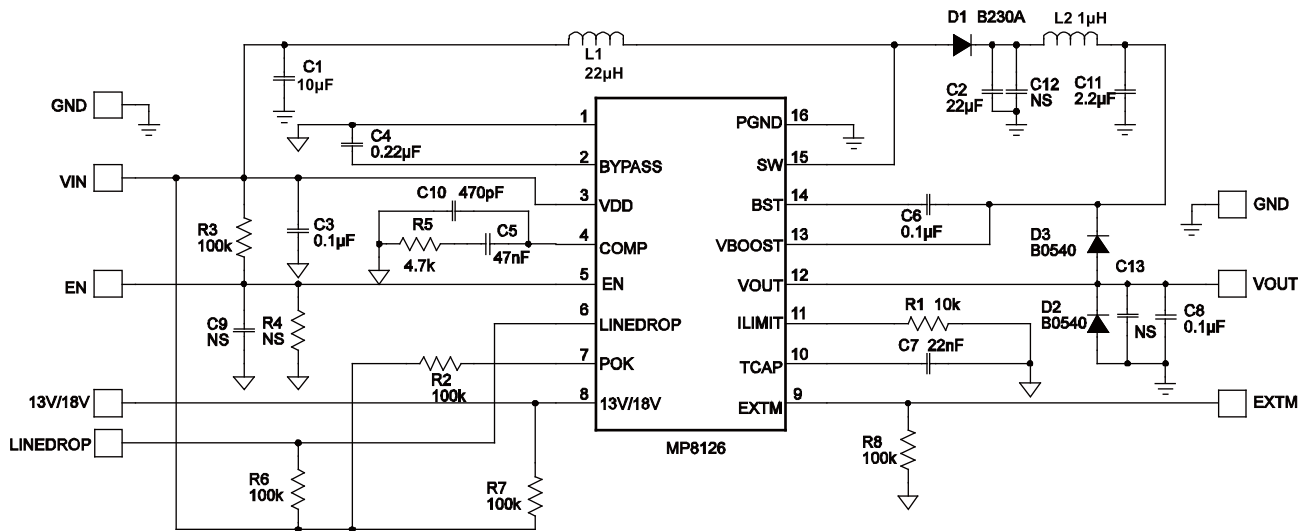 D1 B230A
L2 1µH
L1
22µH
C1
10µF
C2
22µF
C12
NS
C11
2.2µF
GND
1
PGND
16
C4
0.22µF
2
BYPASS
SW
15
VIN
C10 470pF
3
VDD
BST
14
C6
0.1µF
GND
R3
100k
C3
0.1µF
R5
4.7k
C5
47nF
4
COMP
VBOOST
13
D3
B0540
EN
5
EN
VOUT
12
C13
NS
VOUT
C9
NS
R4
NS
6
LINEDROP
ILIMIT
11
R1 10k
D2
B0540
C8
0.1µF
C7 22nF
R2
100k
7
POK
TCAP
10
13V/18V
8
13V/18V
EXTM
9
EXTM
LINEDROP
MP8126
R8
100k
R6
100k
R7
100k